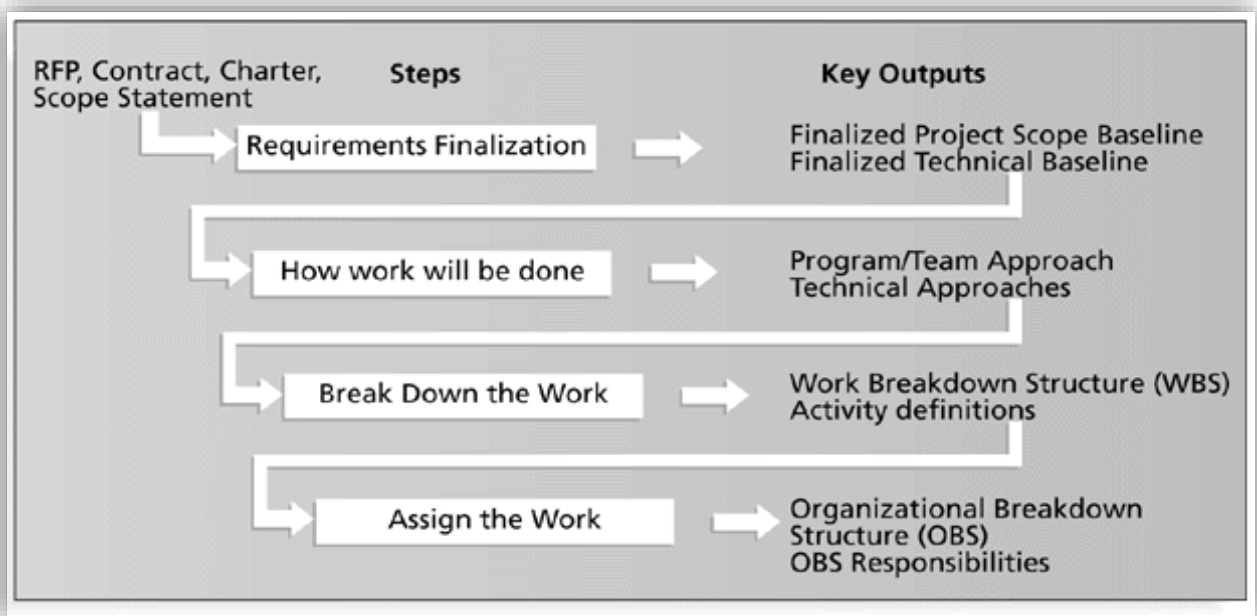 RFP, Contract, Charter,
Scope Statement
Steps
Key Outputs
Requirements Finalization
Finalized Project Scope Baseline
Finalized Technical Baseline
How work will be done
Program/Team Approach
Technical Approaches
Break Down the Work
Work Breakdown Structure (WBS)
Activity definitions
Assign the Work
Organizational Breakdown
Structure (OBS)
OBS Responsibilities